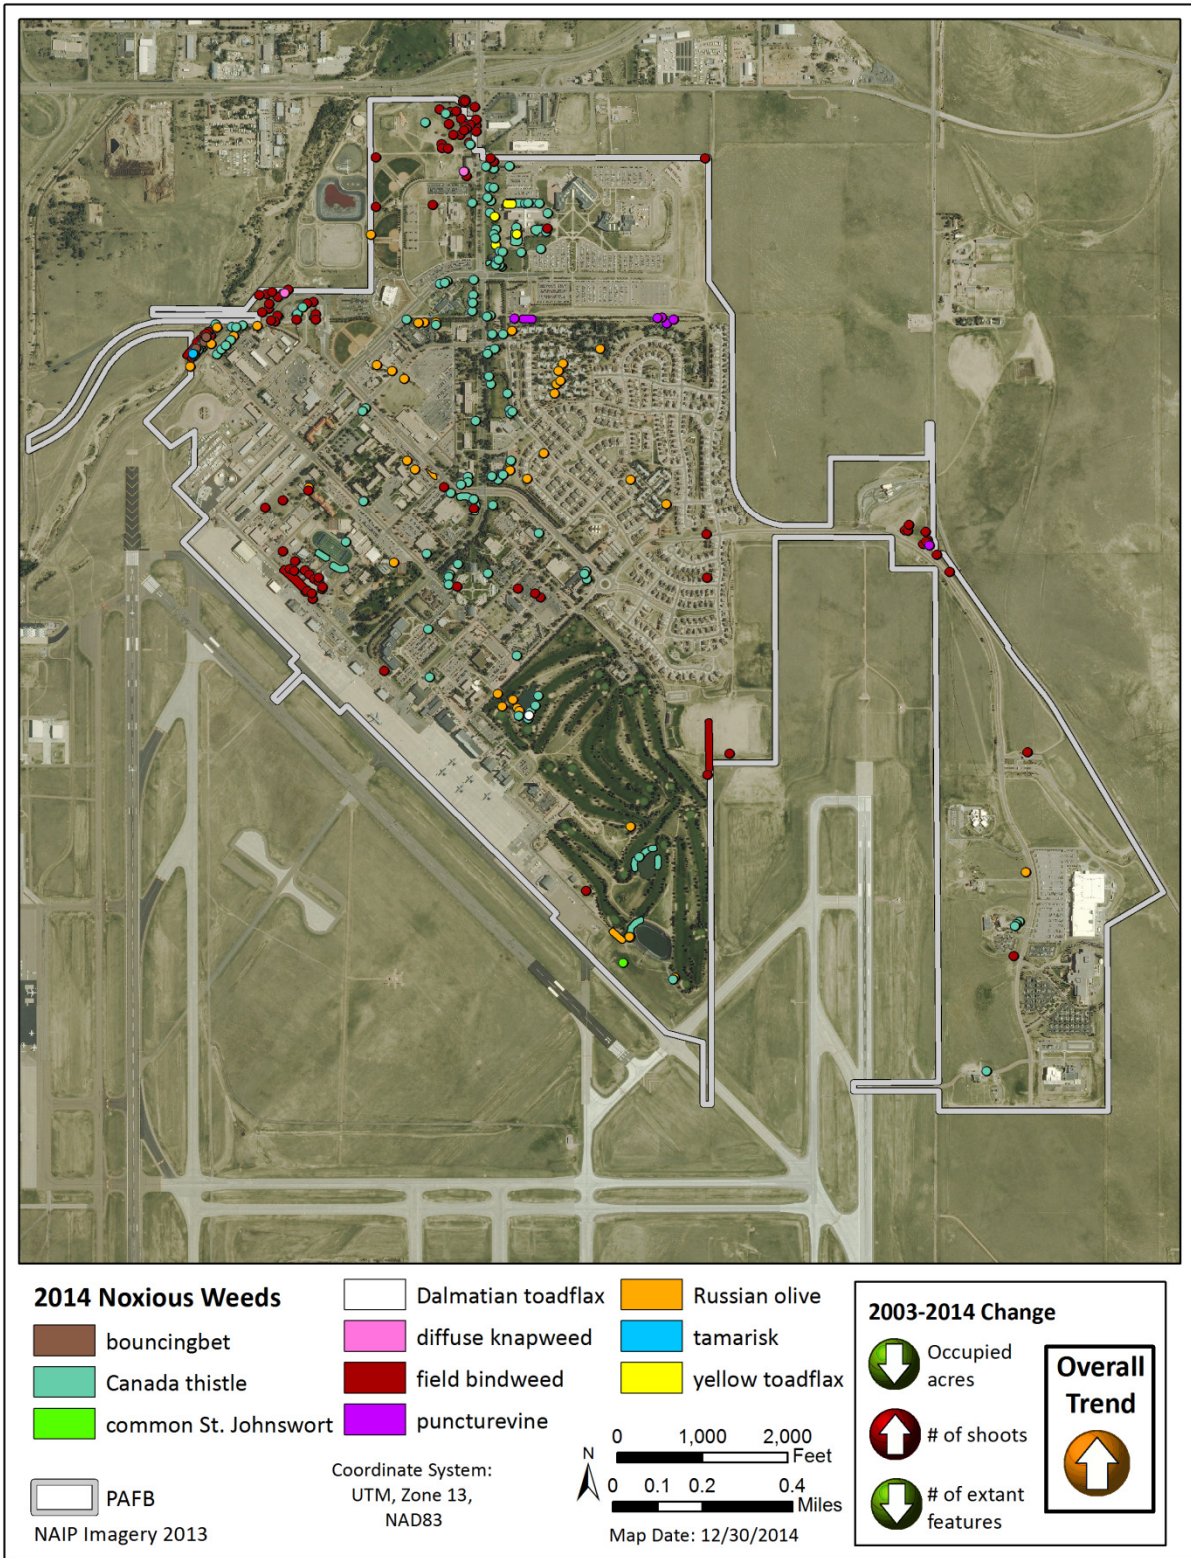 2014 Noxious Weeds
bouncingbet
Canada thistle
common St. Johnswort
Dalmatian toadflax
diffuse knapweed
field bindweed
puncturevine
Russian olive
tamarisk
yellow toadflax
PAFB
NAIP Imagery 2013
Coordinate System:
UTM, Zone 13,
NAD83
N
0 1,000 2,000
Feet
0 0.1 0.2 0.4
Miles
Map Date: 12/30/2014
2003-2014 Change
Occupied
acres
# of shoots
# of extant
features
Overall
Trend